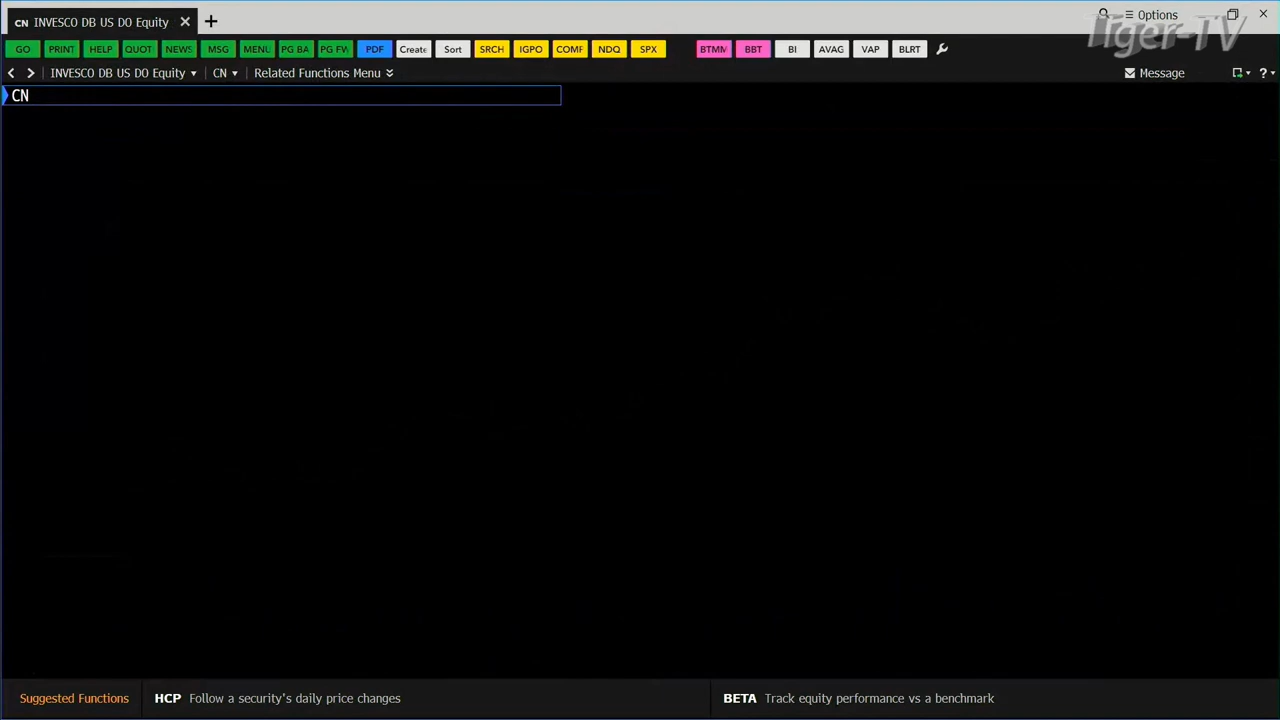 CN INVESCO DB US DO Equity
Options
Tiger-TV
GO PRINT HELP QUOT NEWS MSG MENU PG BA PG FW PDF Create Sort SRCH IGPO COMF NDQ SPX BTMM BBT BI AVAG VAP BLRT
INVESCO DB US DO Equity CN Related Functions Menu Message
CN
Suggested Functions HCP Follow a security's daily price changes BETA Track equity performance vs a benchmark